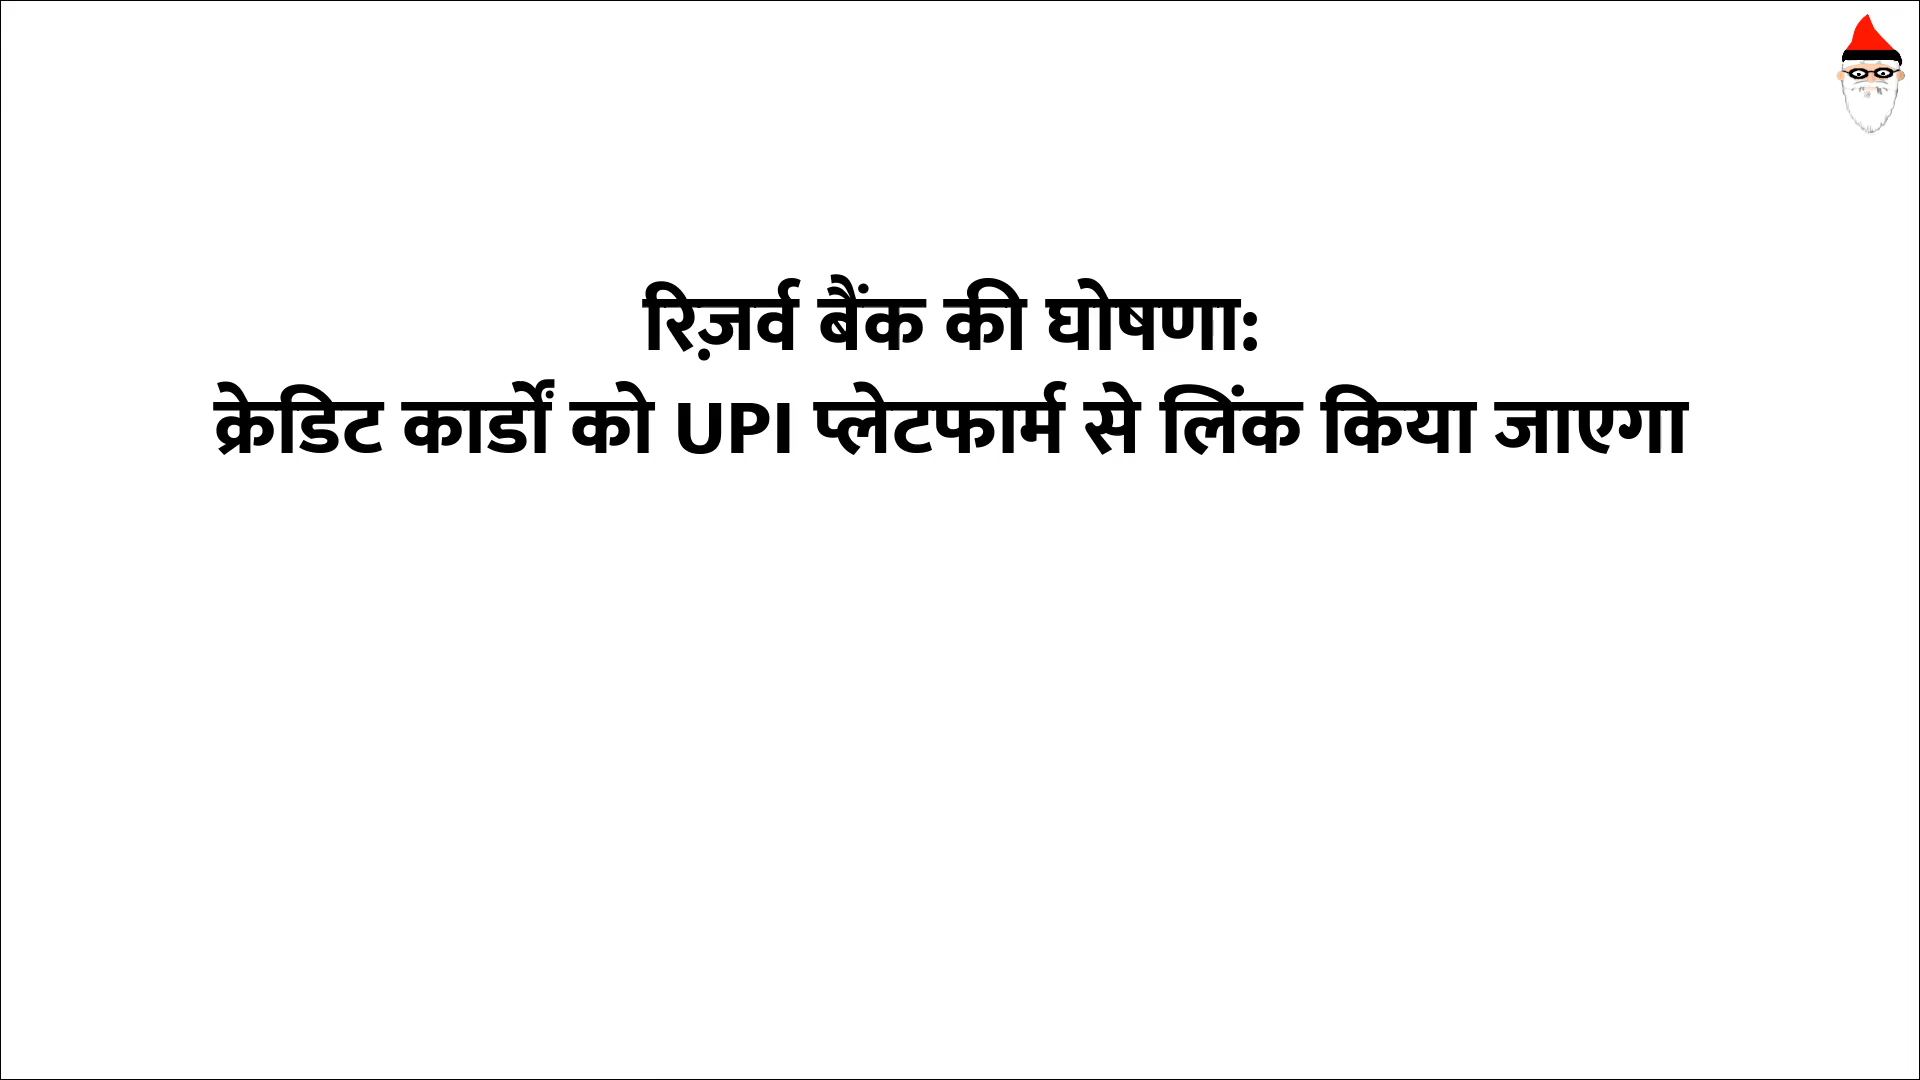 रिज़र्व बैंक की घोषणा:
क्रेडिट कार्डों को UPI प्लेटफार्म से लिंक किया जाएगा